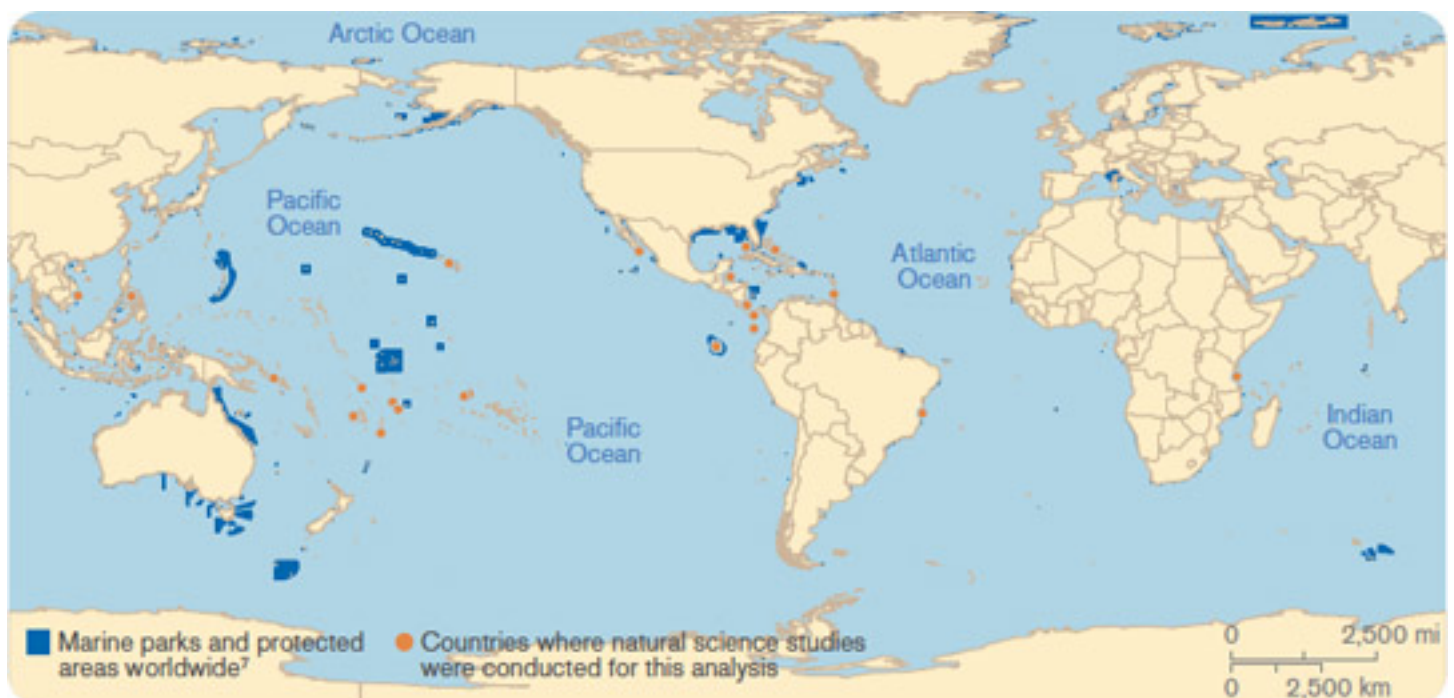 Arctic Ocean
Pacific
Ocean
Atlantic
Ocean
Pacific
Ocean
Indian
Ocean
Marine parks and protected
areas worldwide⁷
Countries where natural science studies
were conducted for this analysis
0 2,500 mi
0 2,500 km